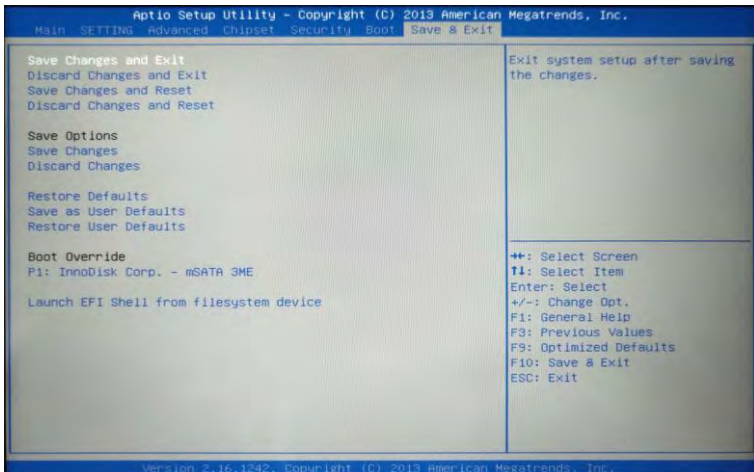 Aptio Setup Utility – Copyright (C) 2013 American Megatrends, Inc.
Main SETTING Advanced Chipset Security Boot Save & Exit
Save Changes and Exit
Discard Changes and Exit
Save Changes and Reset
Discard Changes and Reset
Save Options
Save Changes
Discard Changes
Restore Defaults
Save as User Defaults
Restore User Defaults
Boot Override
P1: InnoDisk Corp. - mSATA 3ME
Launch EFI Shell from filesystem device
Exit system setup after saving
the changes.
→←: Select Screen
↑↓: Select Item
Enter: Select
+/-: Change Opt.
F1: General Help
F3: Previous Values
F9: Optimized Defaults
F10: Save & Exit
ESC: Exit
Version 2.16.1242. Copyright (C) 2013 American Megatrends, Inc.